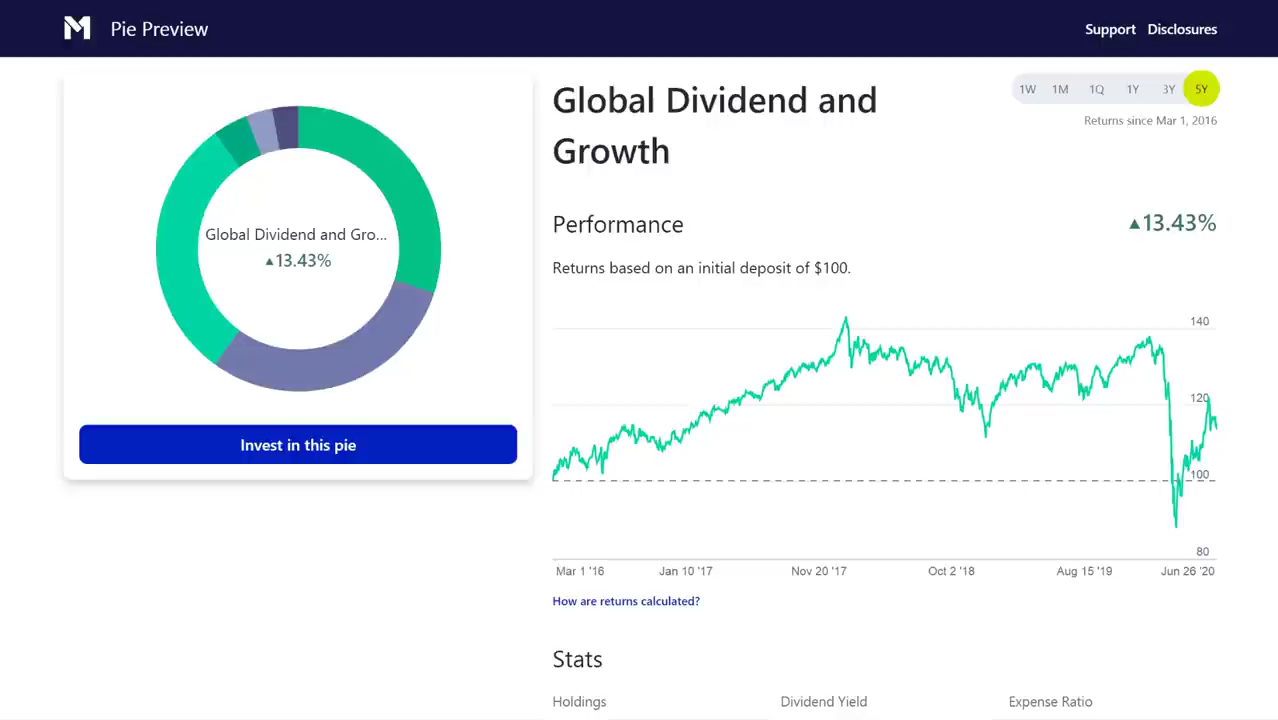 M Pie Preview
Support Disclosures
Global Dividend and Gro...
▲13.43%
Invest in this pie
Global Dividend and
Growth
1W 1M 1Q 1Y 3Y 5Y
Returns since Mar 1, 2016
Performance
▲13.43%
Returns based on an initial deposit of $100.
140
120
100
80
Mar 1 '16 Jan 10 '17 Nov 20 '17 Oct 2 '18 Aug 15 '19 Jun 26 '20
How are returns calculated?
Stats
Holdings Dividend Yield Expense Ratio